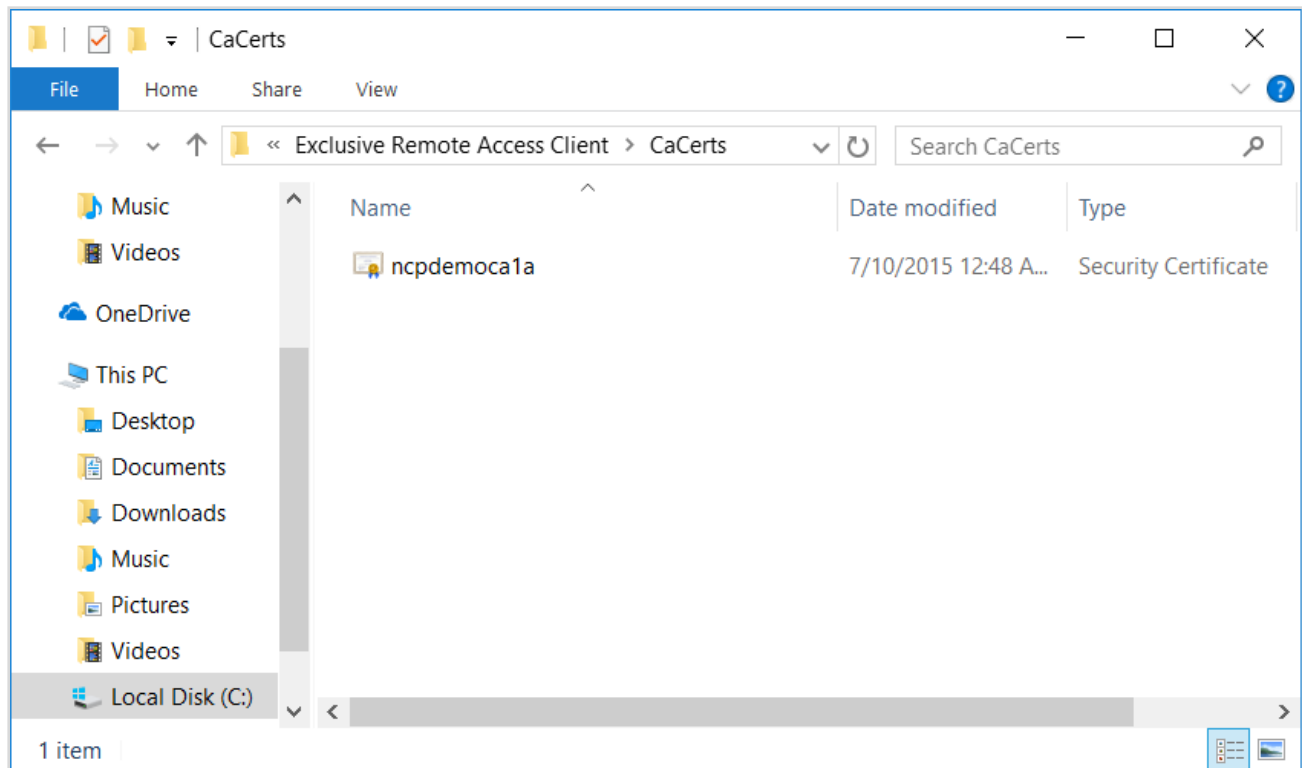 CaCerts
File Home Share View
?
« Exclusive Remote Access Client > CaCerts
Search CaCerts
Music
Videos
OneDrive
This PC
Desktop
Documents
Downloads
Music
Pictures
Videos
Local Disk (C:)
Name Date modified Type
ncpdemoca1a 7/10/2015 12:48 A... Security Certificate
1 item